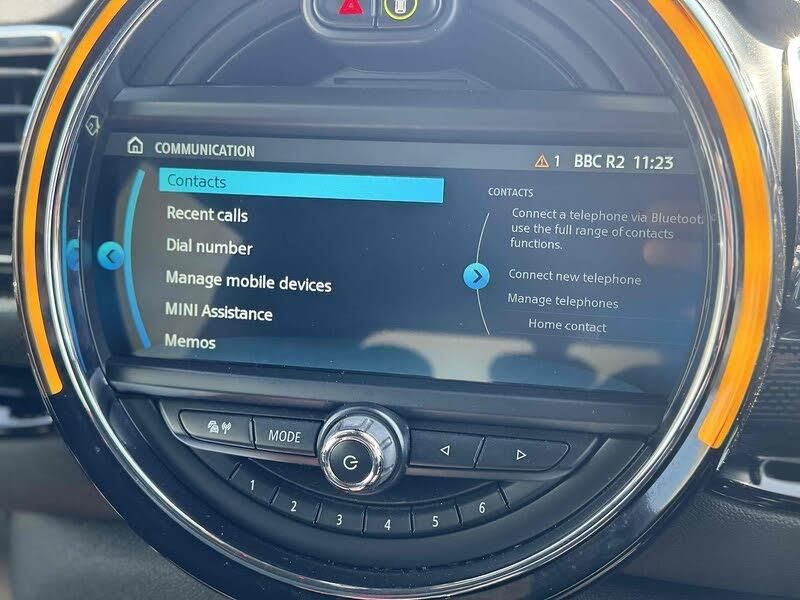 COMMUNICATION
1 BBC R2 11:23
Contacts
Recent calls
Dial number
Manage mobile devices
MINI Assistance
Memos
CONTACTS
Connect a telephone via Bluetoot
use the full range of contacts
functions.
Connect new telephone
Manage telephones
Home contact
MODE
1 2 3 4 5 6